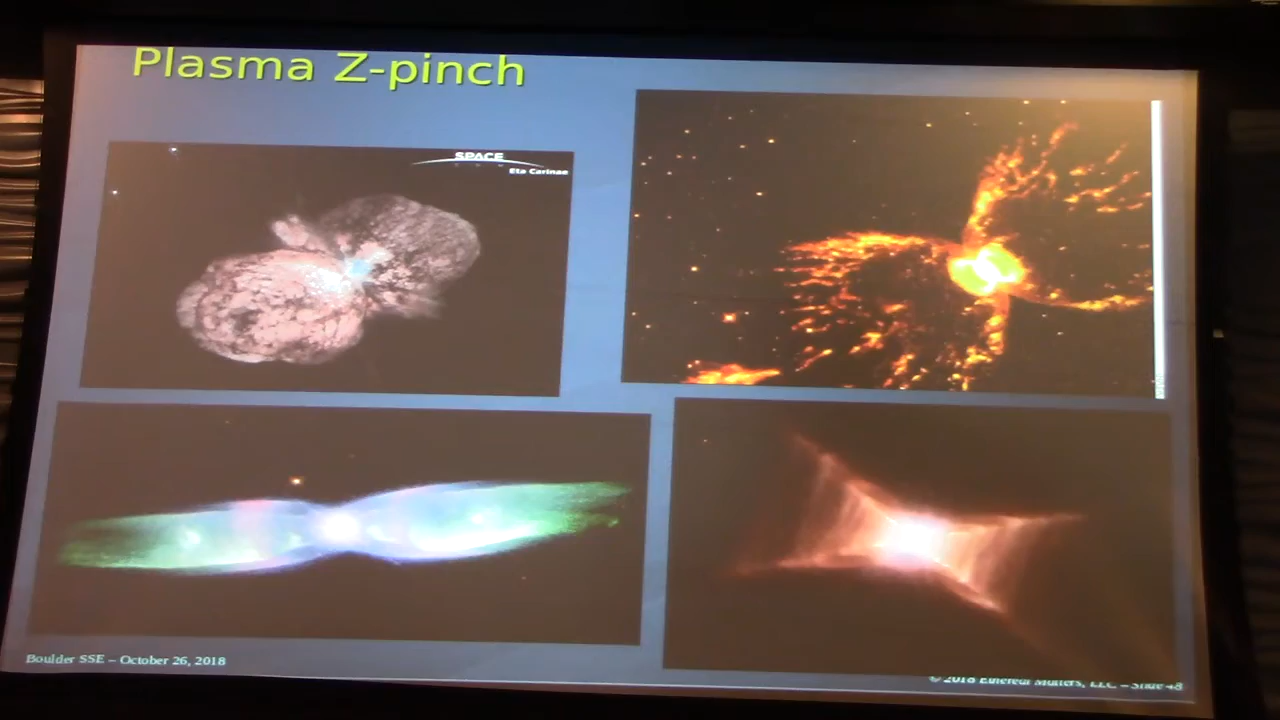 Plasma Z-pinch
SPACE
Eta Carinae
Boulder SSE – October 26, 2018
© 2018 Ethereal Matters, LLC – Slide 48